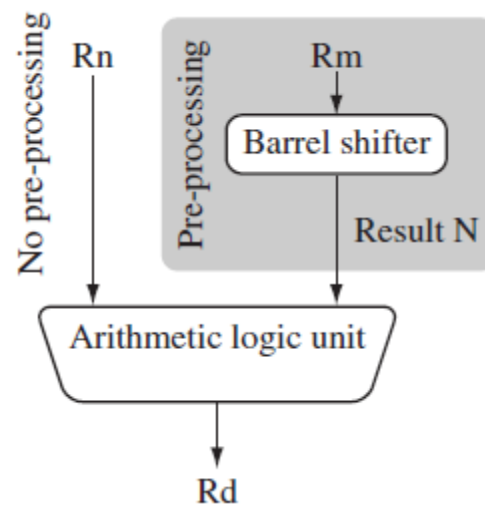 No pre-processing
Rn
Pre-processing
Rm
Barrel shifter
Result N
Arithmetic logic unit
Rd